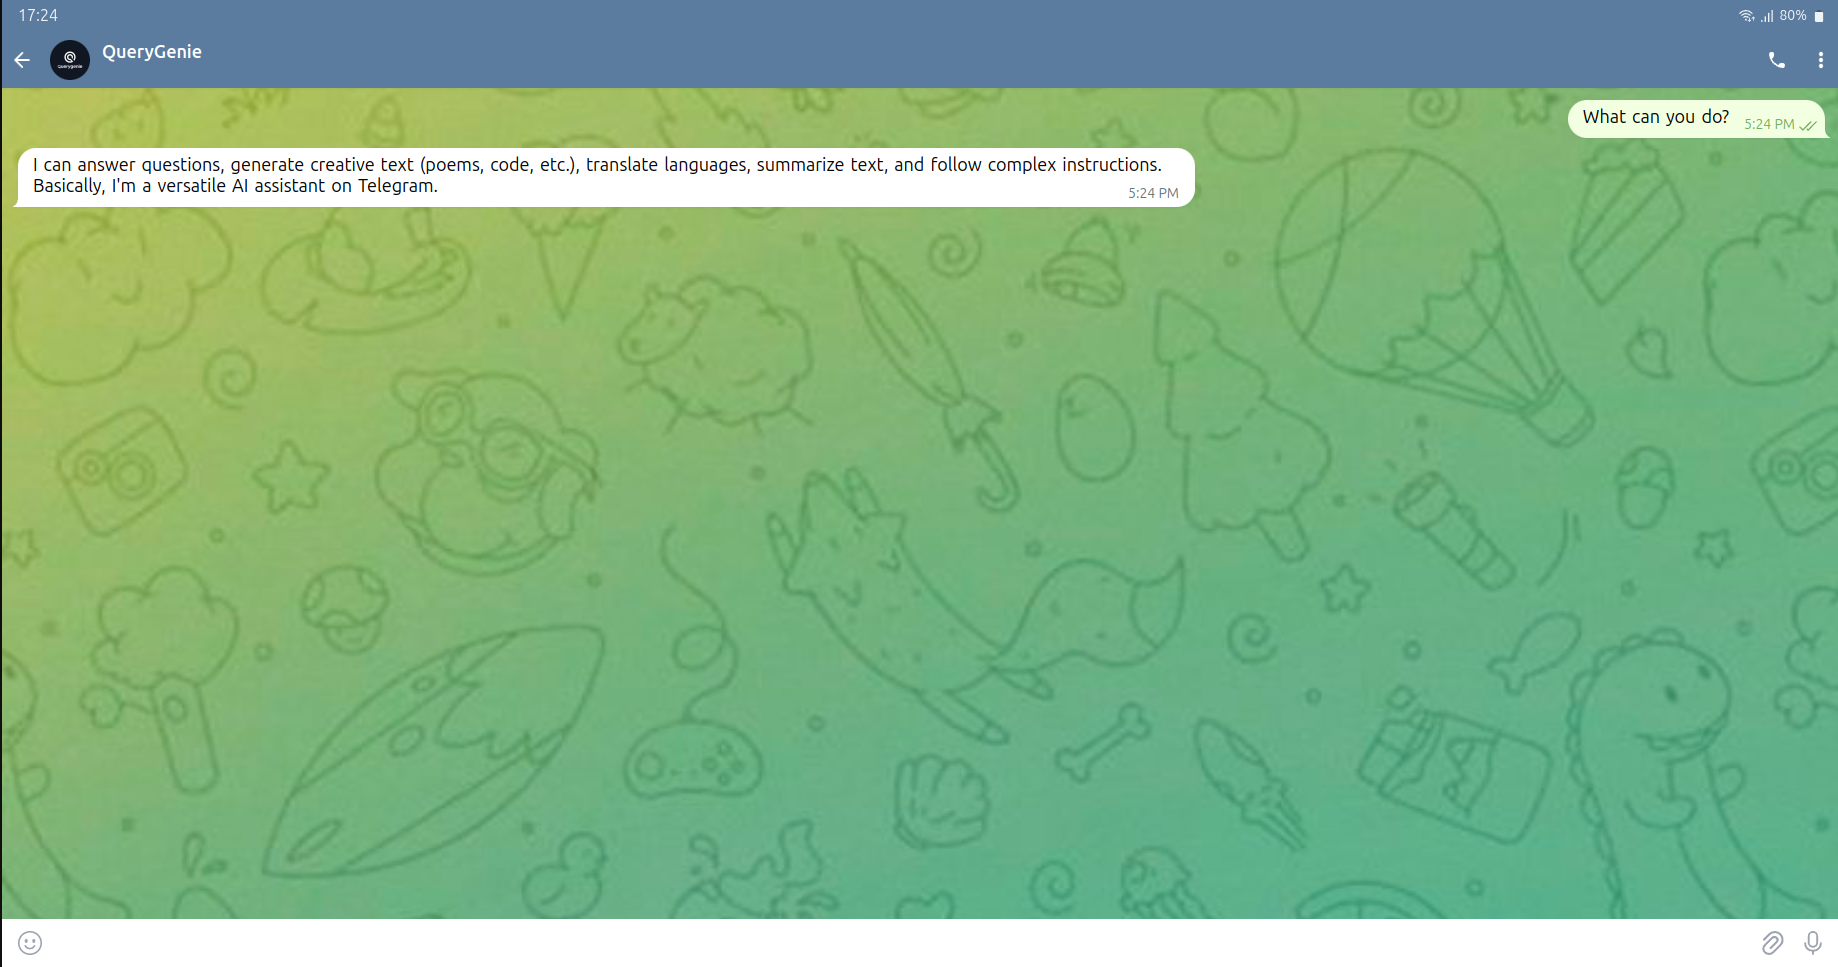 17:24
80%
QueryGenie
Querygenie
What can you do?
5:24 PM
I can answer questions, generate creative text (poems, code, etc.), translate languages, summarize text, and follow complex instructions.
Basically, I'm a versatile AI assistant on Telegram.
5:24 PM